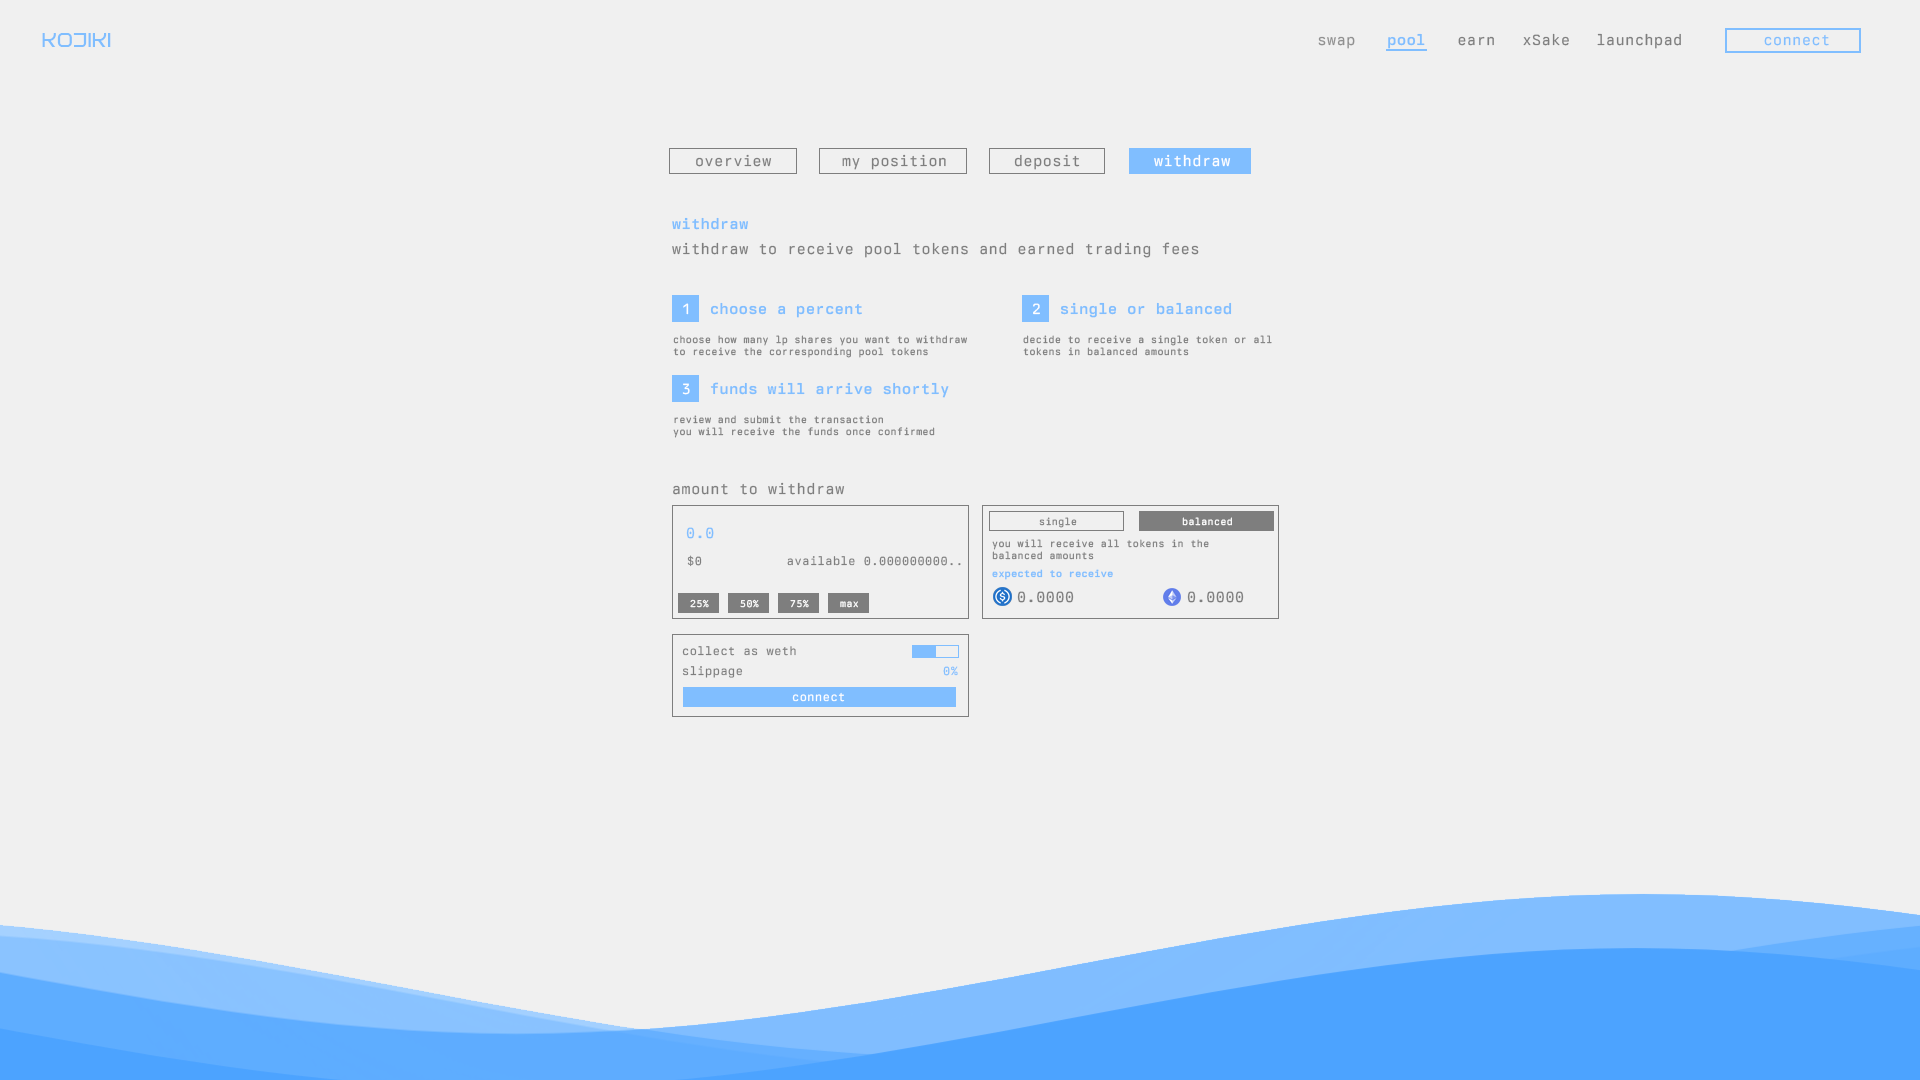 KOJIKI
swap pool earn xSake launchpad connect
overview my position deposit withdraw
withdraw
withdraw to receive pool tokens and earned trading fees
1 choose a percent
choose how many lp shares you want to withdraw
to receive the corresponding pool tokens
2 single or balanced
decide to receive a single token or all
tokens in balanced amounts
3 funds will arrive shortly
review and submit the transaction
you will receive the funds once confirmed
amount to withdraw
0.0
$0 available 0.000000000..
25% 50% 75% max
single balanced
you will receive all tokens in the
balanced amounts
expected to receive
0.0000 0.0000
collect as weth
slippage 0%
connect